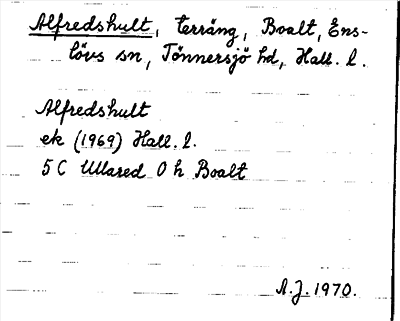 Alfredshult, terräng, Boalt, Ens-
lövs sn, Tönnersjö hd, Hall. l.
Alfredshult
ek (1969) Hall. l.
5 C Ullared 0 h Boalt
A.J. 1970.